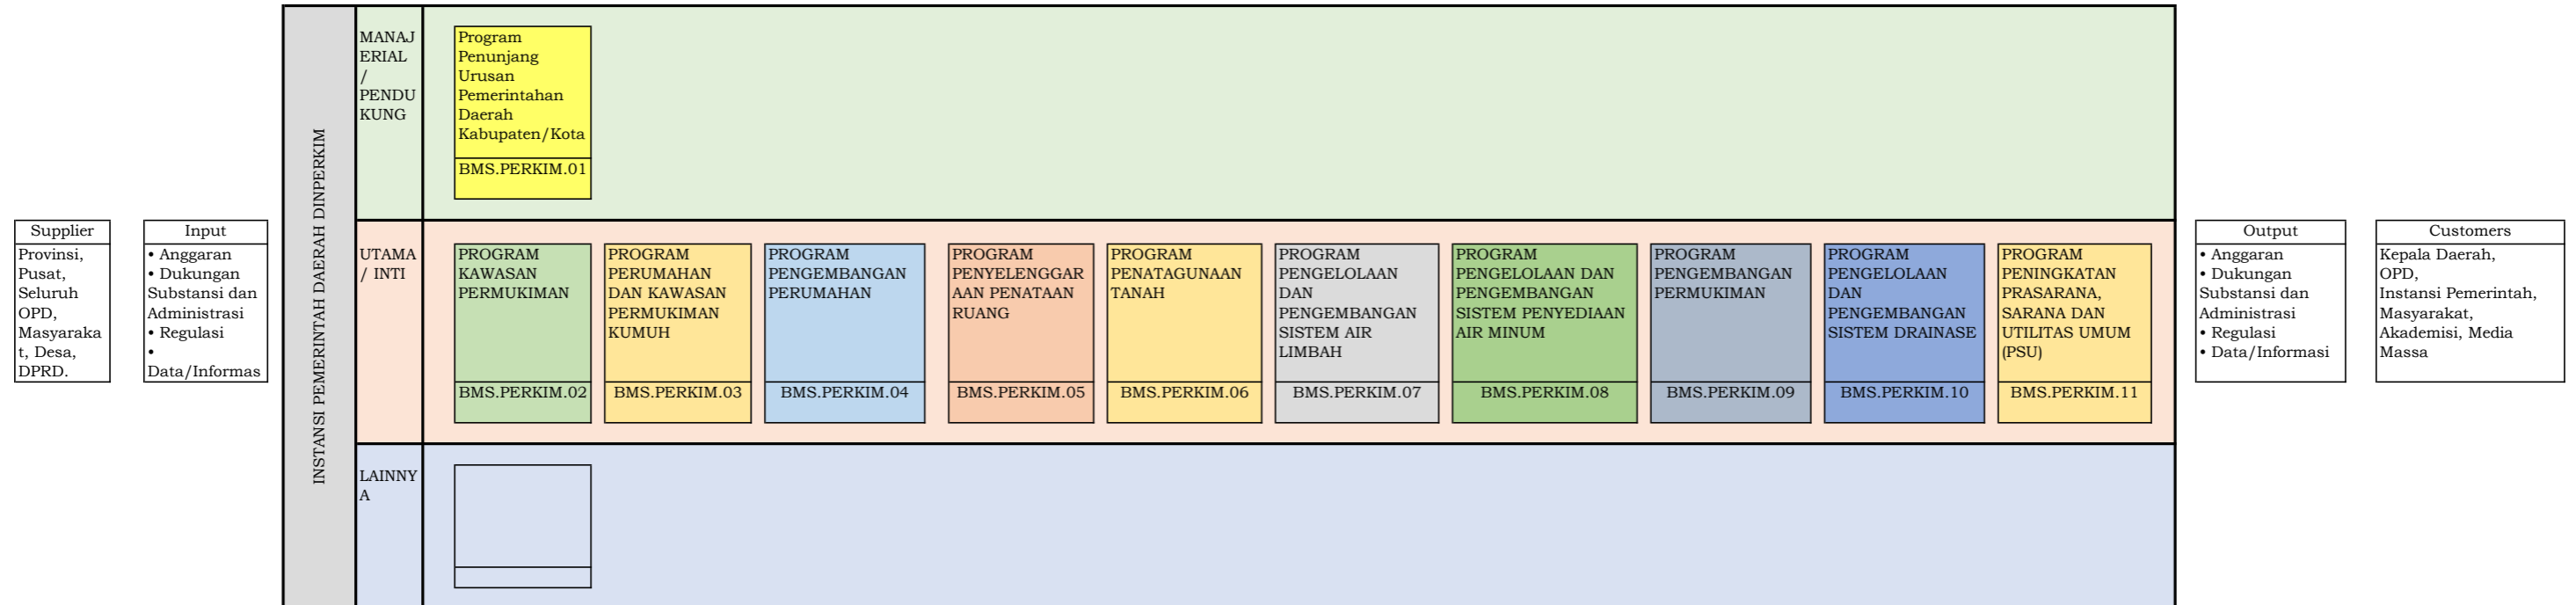 Supplier
Provinsi,
Pusat,
Seluruh
OPD,
Masyaraka
t, Desa,
DPRD.
Input
• Anggaran
• Dukungan
Substansi dan
Administrasi
• Regulasi
•
Data/Informas
INSTANSI PEMERINTAH DAERAH DINPERKIM
MANAJ
ERIAL
/
PENDU
KUNG
Program
Penunjang
Urusan
Pemerintahan
Daerah
Kabupaten/Kota
BMS.PERKIM.01
UTAMA
/ INTI
PROGRAM
KAWASAN
PERMUKIMAN
BMS.PERKIM.02
PROGRAM
PERUMAHAN
DAN KAWASAN
PERMUKIMAN
KUMUH
BMS.PERKIM.03
PROGRAM
PENGEMBANGAN
PERUMAHAN
BMS.PERKIM.04
PROGRAM
PENYELENGGAR
AAN PENATAAN
RUANG
BMS.PERKIM.05
PROGRAM
PENATAGUNAAN
TANAH
BMS.PERKIM.06
PROGRAM
PENGELOLAAN
DAN
PENGEMBANGAN
SISTEM AIR
LIMBAH
BMS.PERKIM.07
PROGRAM
PENGELOLAAN DAN
PENGEMBANGAN
SISTEM PENYEDIAAN
AIR MINUM
BMS.PERKIM.08
PROGRAM
PENGEMBANGAN
PERMUKIMAN
BMS.PERKIM.09
PROGRAM
PENGELOLAAN
DAN
PENGEMBANGAN
SISTEM DRAINASE
BMS.PERKIM.10
PROGRAM
PENINGKATAN
PRASARANA,
SARANA DAN
UTILITAS UMUM
(PSU)
BMS.PERKIM.11
LAINNY
A
Output
• Anggaran
• Dukungan
Substansi dan
Administrasi
• Regulasi
• Data/Informasi
Customers
Kepala Daerah,
OPD,
Instansi Pemerintah,
Masyarakat,
Akademisi, Media
Massa